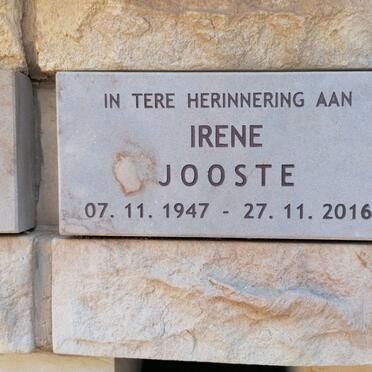 IN TERE HERINNERING AAN
IRENE
JOOSTE
07. 11. 1947 - 27. 11. 2016